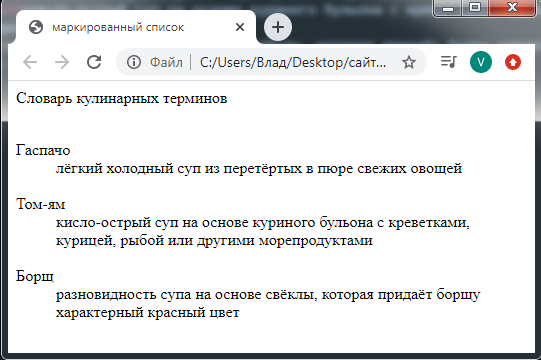 маркированный список
Файл
C:/Users/Влад/Desktop/сайт...
V
Словарь кулинарных терминов
Гаспачо
лёгкий холодный суп из перетёртых в пюре свежих овощей
Том-ям
кисло-острый суп на основе куриного бульона с креветками,
курицей, рыбой или другими морепродуктами
Борщ
разновидность супа на основе свёклы, которая придаёт боршу
характерный красный цвет